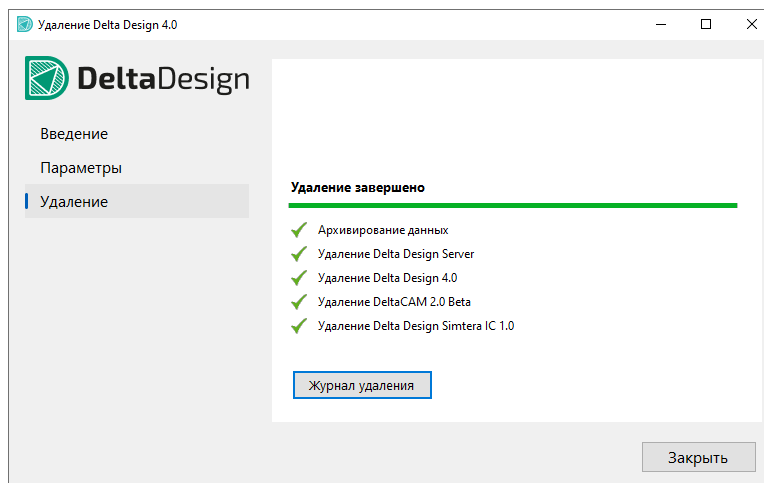 Удаление Delta Design 4.0
DeltaDesign
Введение
Параметры
Удаление
Удаление завершено
Архивирование данных
Удаление Delta Design Server
Удаление Delta Design 4.0
Удаление DeltaCAM 2.0 Beta
Удаление Delta Design Simtera IC 1.0
Журнал удаления
Закрыть